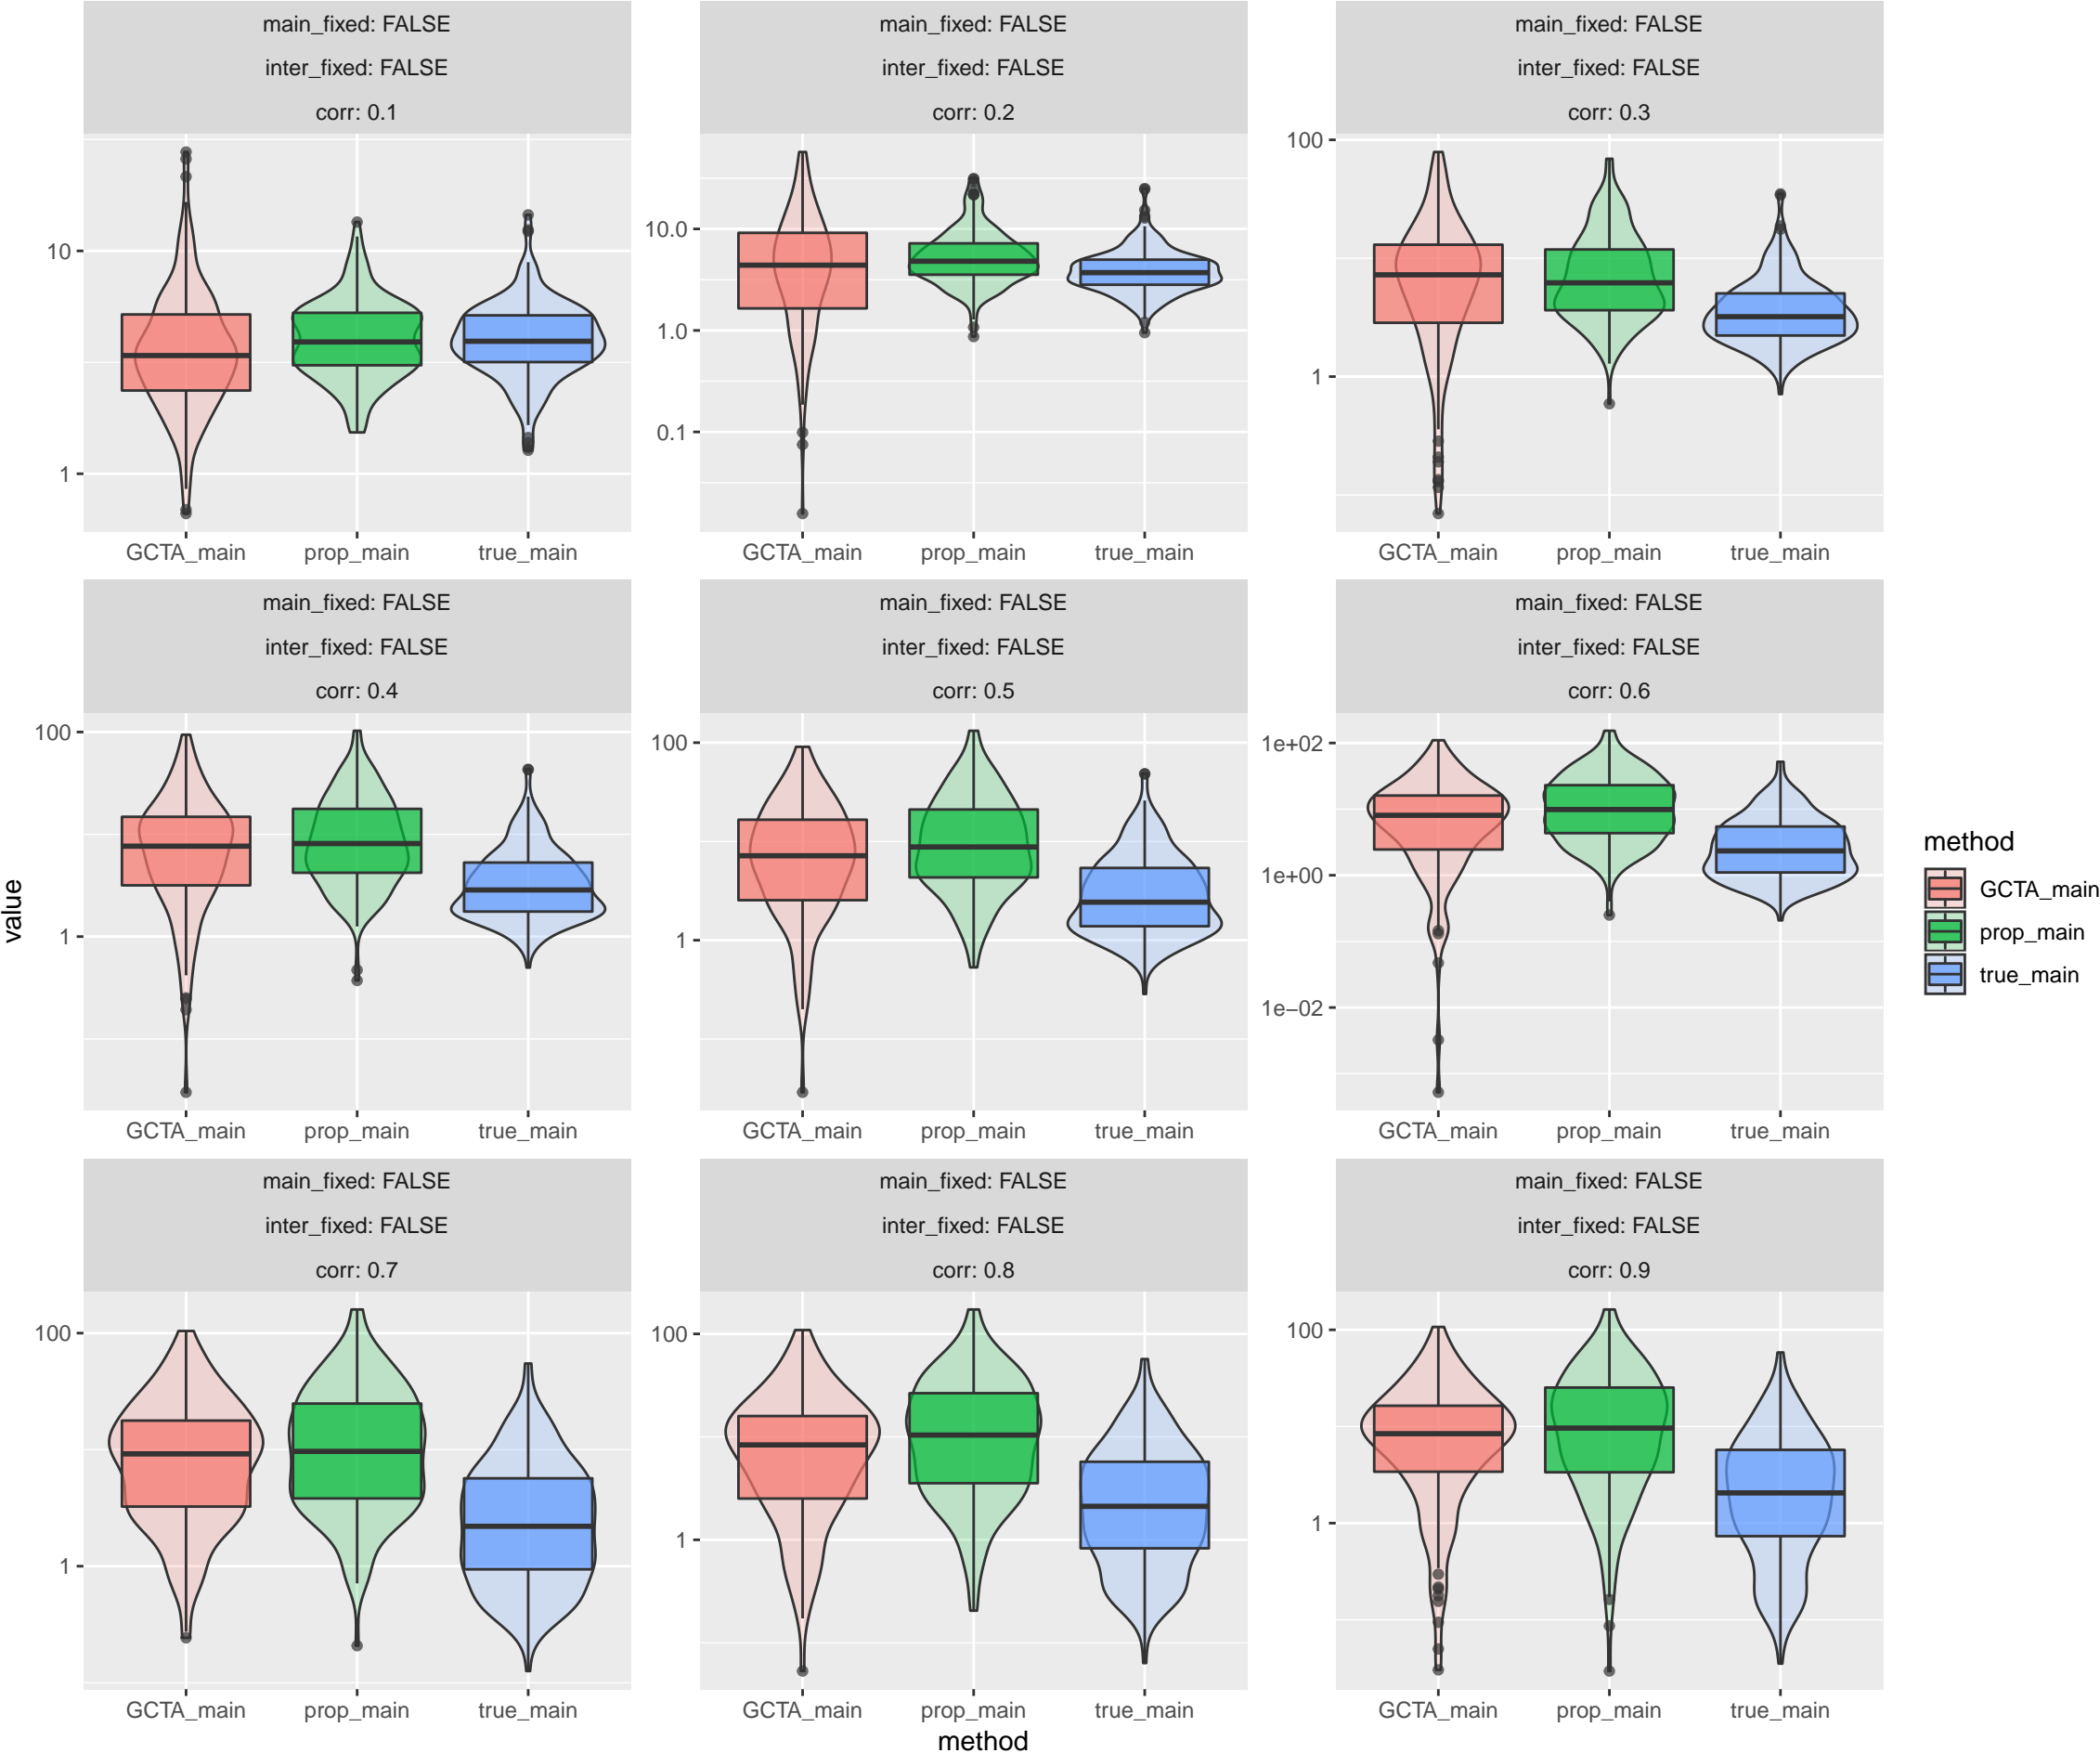 main_fixed: FALSE
inter_fixed: FALSE
corr: 0.1
main_fixed: FALSE
inter_fixed: FALSE
corr: 0.2
main_fixed: FALSE
inter_fixed: FALSE
corr: 0.3
10
1
GCTA_main prop_main true_main
10.0
1.0
0.1
GCTA_main prop_main true_main
100
1
GCTA_main prop_main true_main
main_fixed: FALSE
inter_fixed: FALSE
corr: 0.4
main_fixed: FALSE
inter_fixed: FALSE
corr: 0.5
main_fixed: FALSE
inter_fixed: FALSE
corr: 0.6
100
1
GCTA_main prop_main true_main
100
1
GCTA_main prop_main true_main
1e+02
1e+00
1e−02
GCTA_main prop_main true_main
main_fixed: FALSE
inter_fixed: FALSE
corr: 0.7
main_fixed: FALSE
inter_fixed: FALSE
corr: 0.8
main_fixed: FALSE
inter_fixed: FALSE
corr: 0.9
100
1
GCTA_main prop_main true_main
100
1
GCTA_main prop_main true_main
100
1
GCTA_main prop_main true_main
method
value
method
GCTA_main
prop_main
true_main